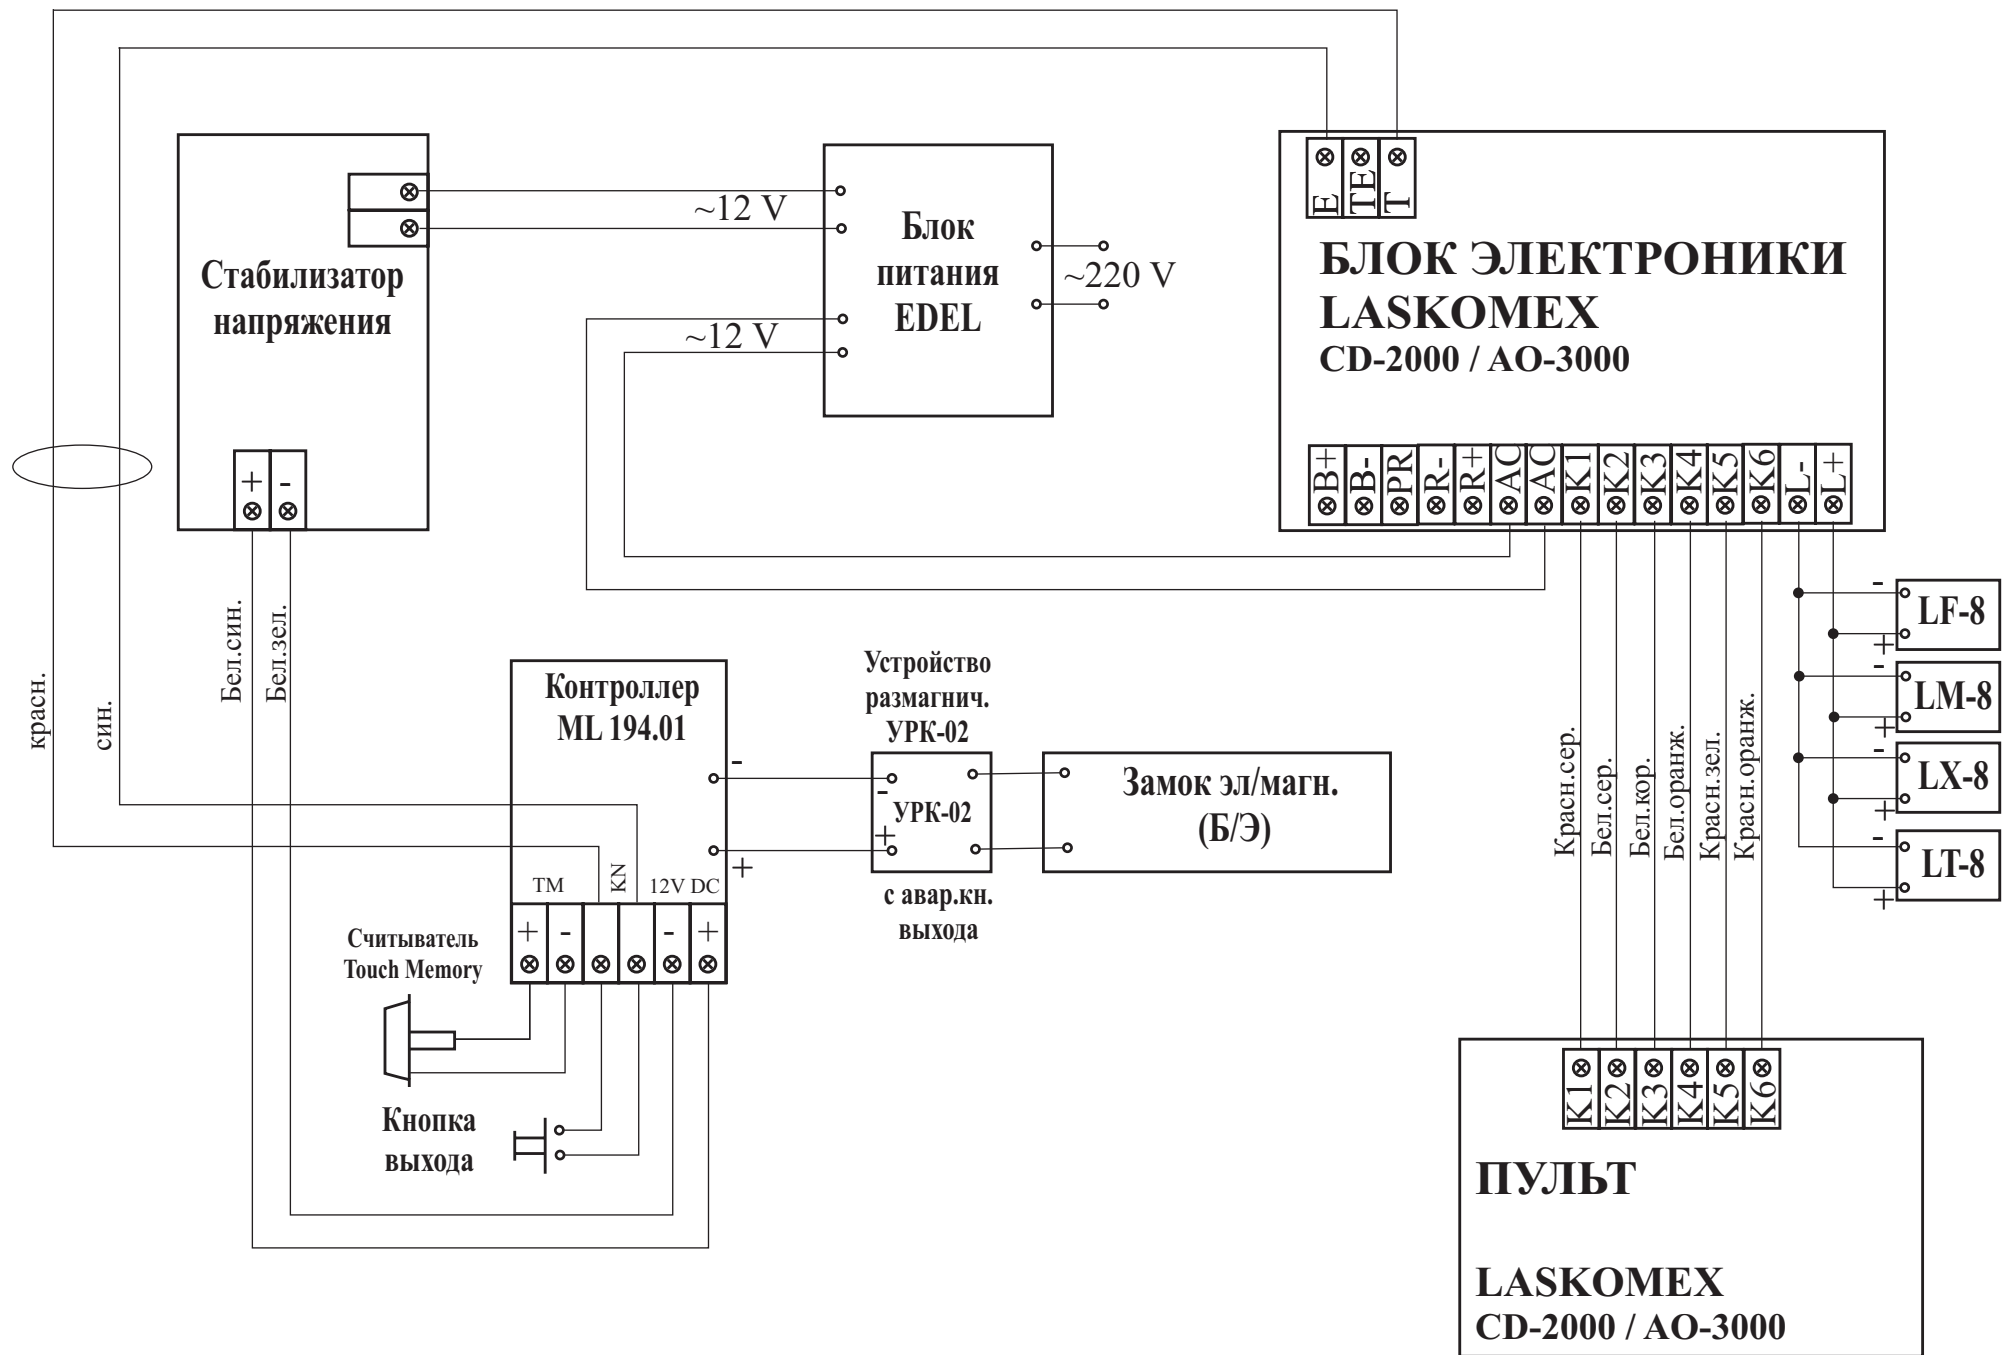 Стабилизатор
напряжения
+
-
~12 V
~12 V
Блок
питания
EDEL
~220 V
E
TE
T
БЛОК ЭЛЕКТРОНИКИ
LASKOMEX
CD-2000 / AO-3000
B+
B-
PR
R-
R+
AC
AC
K1
K2
K3
K4
K5
K6
L-
L+
красн.
син.
Бел.син.
Бел.зел.
Контроллер
ML 194.01
-
+
TM
KN
12V DC
+
-
-
+
Устройство
размагнич.
УРК-02
-
УРК-02
+
с авар.кн.
выхода
Замок эл/магн.
(Б/Э)
Считыватель
Touch Memory
Кнопка
выхода
Красн.сер.
Бел.сер.
Бел.кор.
Бел.оранж.
Красн.зел.
Красн.оранж.
-
LF-8
+
-
LM-8
+
-
LX-8
+
-
LT-8
+
K1
K2
K3
K4
K5
K6
ПУЛЬТ
LASKOMEX
CD-2000 / AO-3000